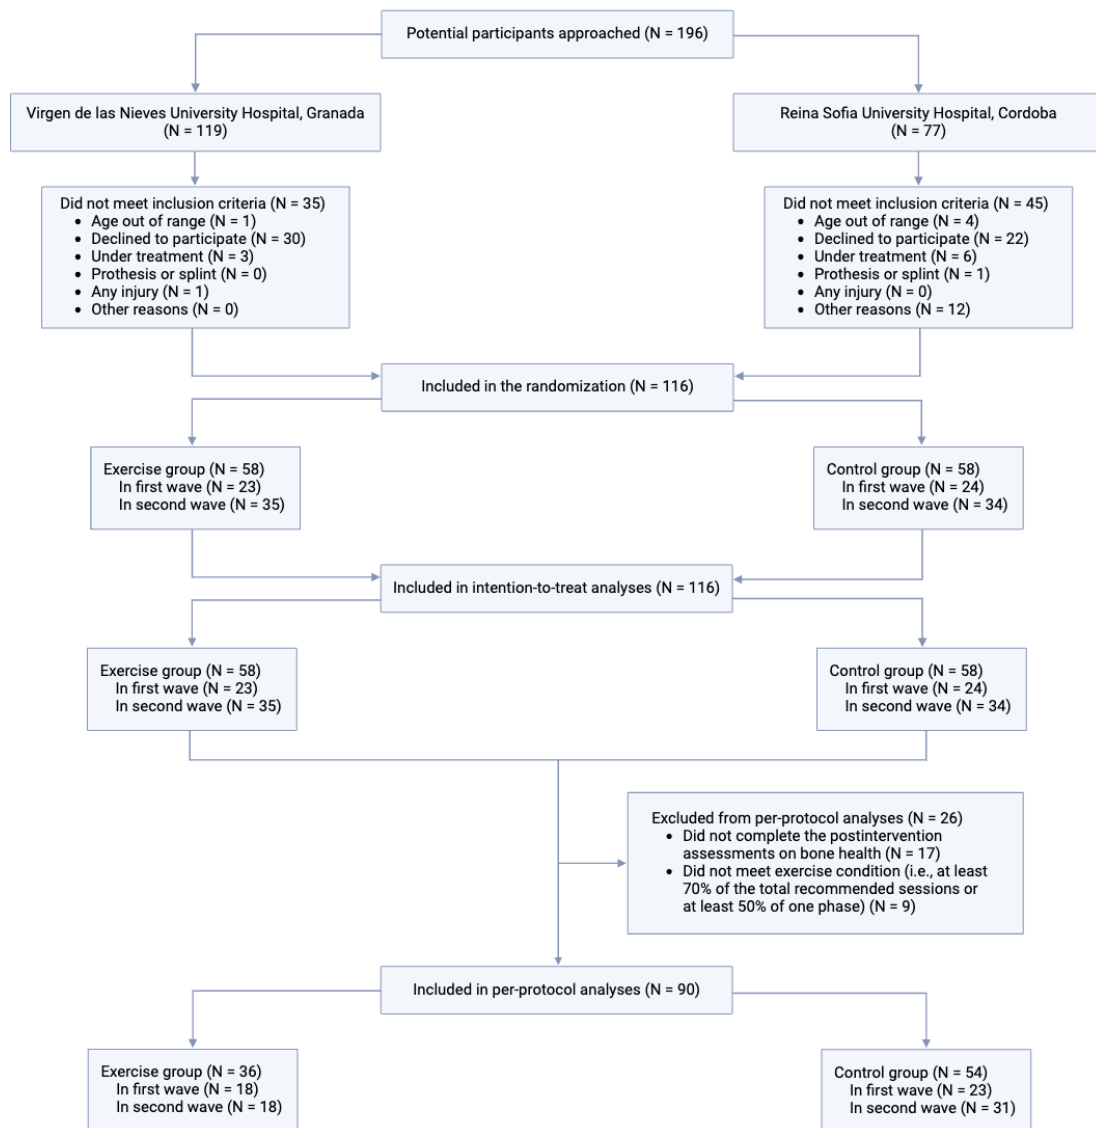 Potential participants approached (N = 196)
Virgen de las Nieves University Hospital, Granada
(N = 119)
Reina Sofia University Hospital, Cordoba
(N = 77)
Did not meet inclusion criteria (N = 35)
• Age out of range (N = 1)
• Declined to participate (N = 30)
• Under treatment (N = 3)
• Prothesis or splint (N = 0)
• Any injury (N = 1)
• Other reasons (N = 0)
Did not meet inclusion criteria (N = 45)
• Age out of range (N = 4)
• Declined to participate (N = 22)
• Under treatment (N = 6)
• Prothesis or splint (N = 1)
• Any injury (N = 0)
• Other reasons (N = 12)
Included in the randomization (N = 116)
Exercise group (N = 58)
In first wave (N = 23)
In second wave (N = 35)
Control group (N = 58)
In first wave (N = 24)
In second wave (N = 34)
Included in intention-to-treat analyses (N = 116)
Exercise group (N = 58)
In first wave (N = 23)
In second wave (N = 35)
Control group (N = 58)
In first wave (N = 24)
In second wave (N = 34)
Excluded from per-protocol analyses (N = 26)
• Did not complete the postintervention
assessments on bone health (N = 17)
• Did not meet exercise condition (i.e., at least
70% of the total recommended sessions or
at least 50% of one phase) (N = 9)
Included in per-protocol analyses (N = 90)
Exercise group (N = 36)
In first wave (N = 18)
In second wave (N = 18)
Control group (N = 54)
In first wave (N = 23)
In second wave (N = 31)